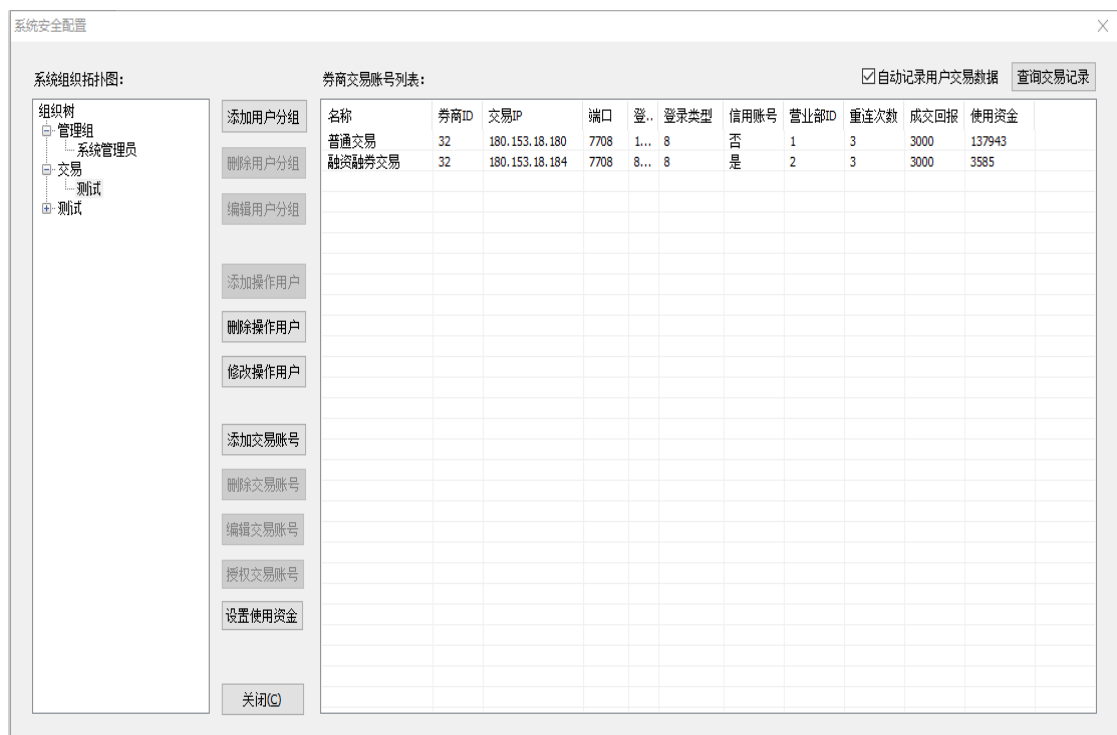 系统安全配置
系统组织拓扑图:
券商交易账号列表:
自动记录用户交易数据
查询交易记录
组织树
管理组
系统管理员
交易
测试
测试
添加用户分组
删除用户分组
编辑用户分组
添加操作用户
删除操作用户
修改操作用户
添加交易账号
删除交易账号
编辑交易账号
授权交易账号
设置使用资金
关闭(C)
名称 券商ID 交易IP 端口 登.. 登录类型 信用账号 营业部ID 重连次数 成交回报 使用资金
普通交易 32 180.153.18.180 7708 1... 8 否 1 3 3000 137943
融资融券交易 32 180.153.18.184 7708 8... 8 是 2 3 3000 3585